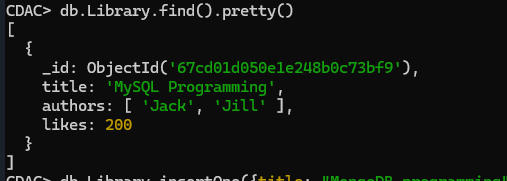 CDAC> db.Library.find().pretty()
[
  {
    _id: ObjectId('67cd01d050e1e248b0c73bf9'),
    title: 'MySQL Programming',
    authors: [ 'Jack', 'Jill' ],
    likes: 200
  }
]
CDAC> db.Library.insertOne({title: "MongoDB programming"